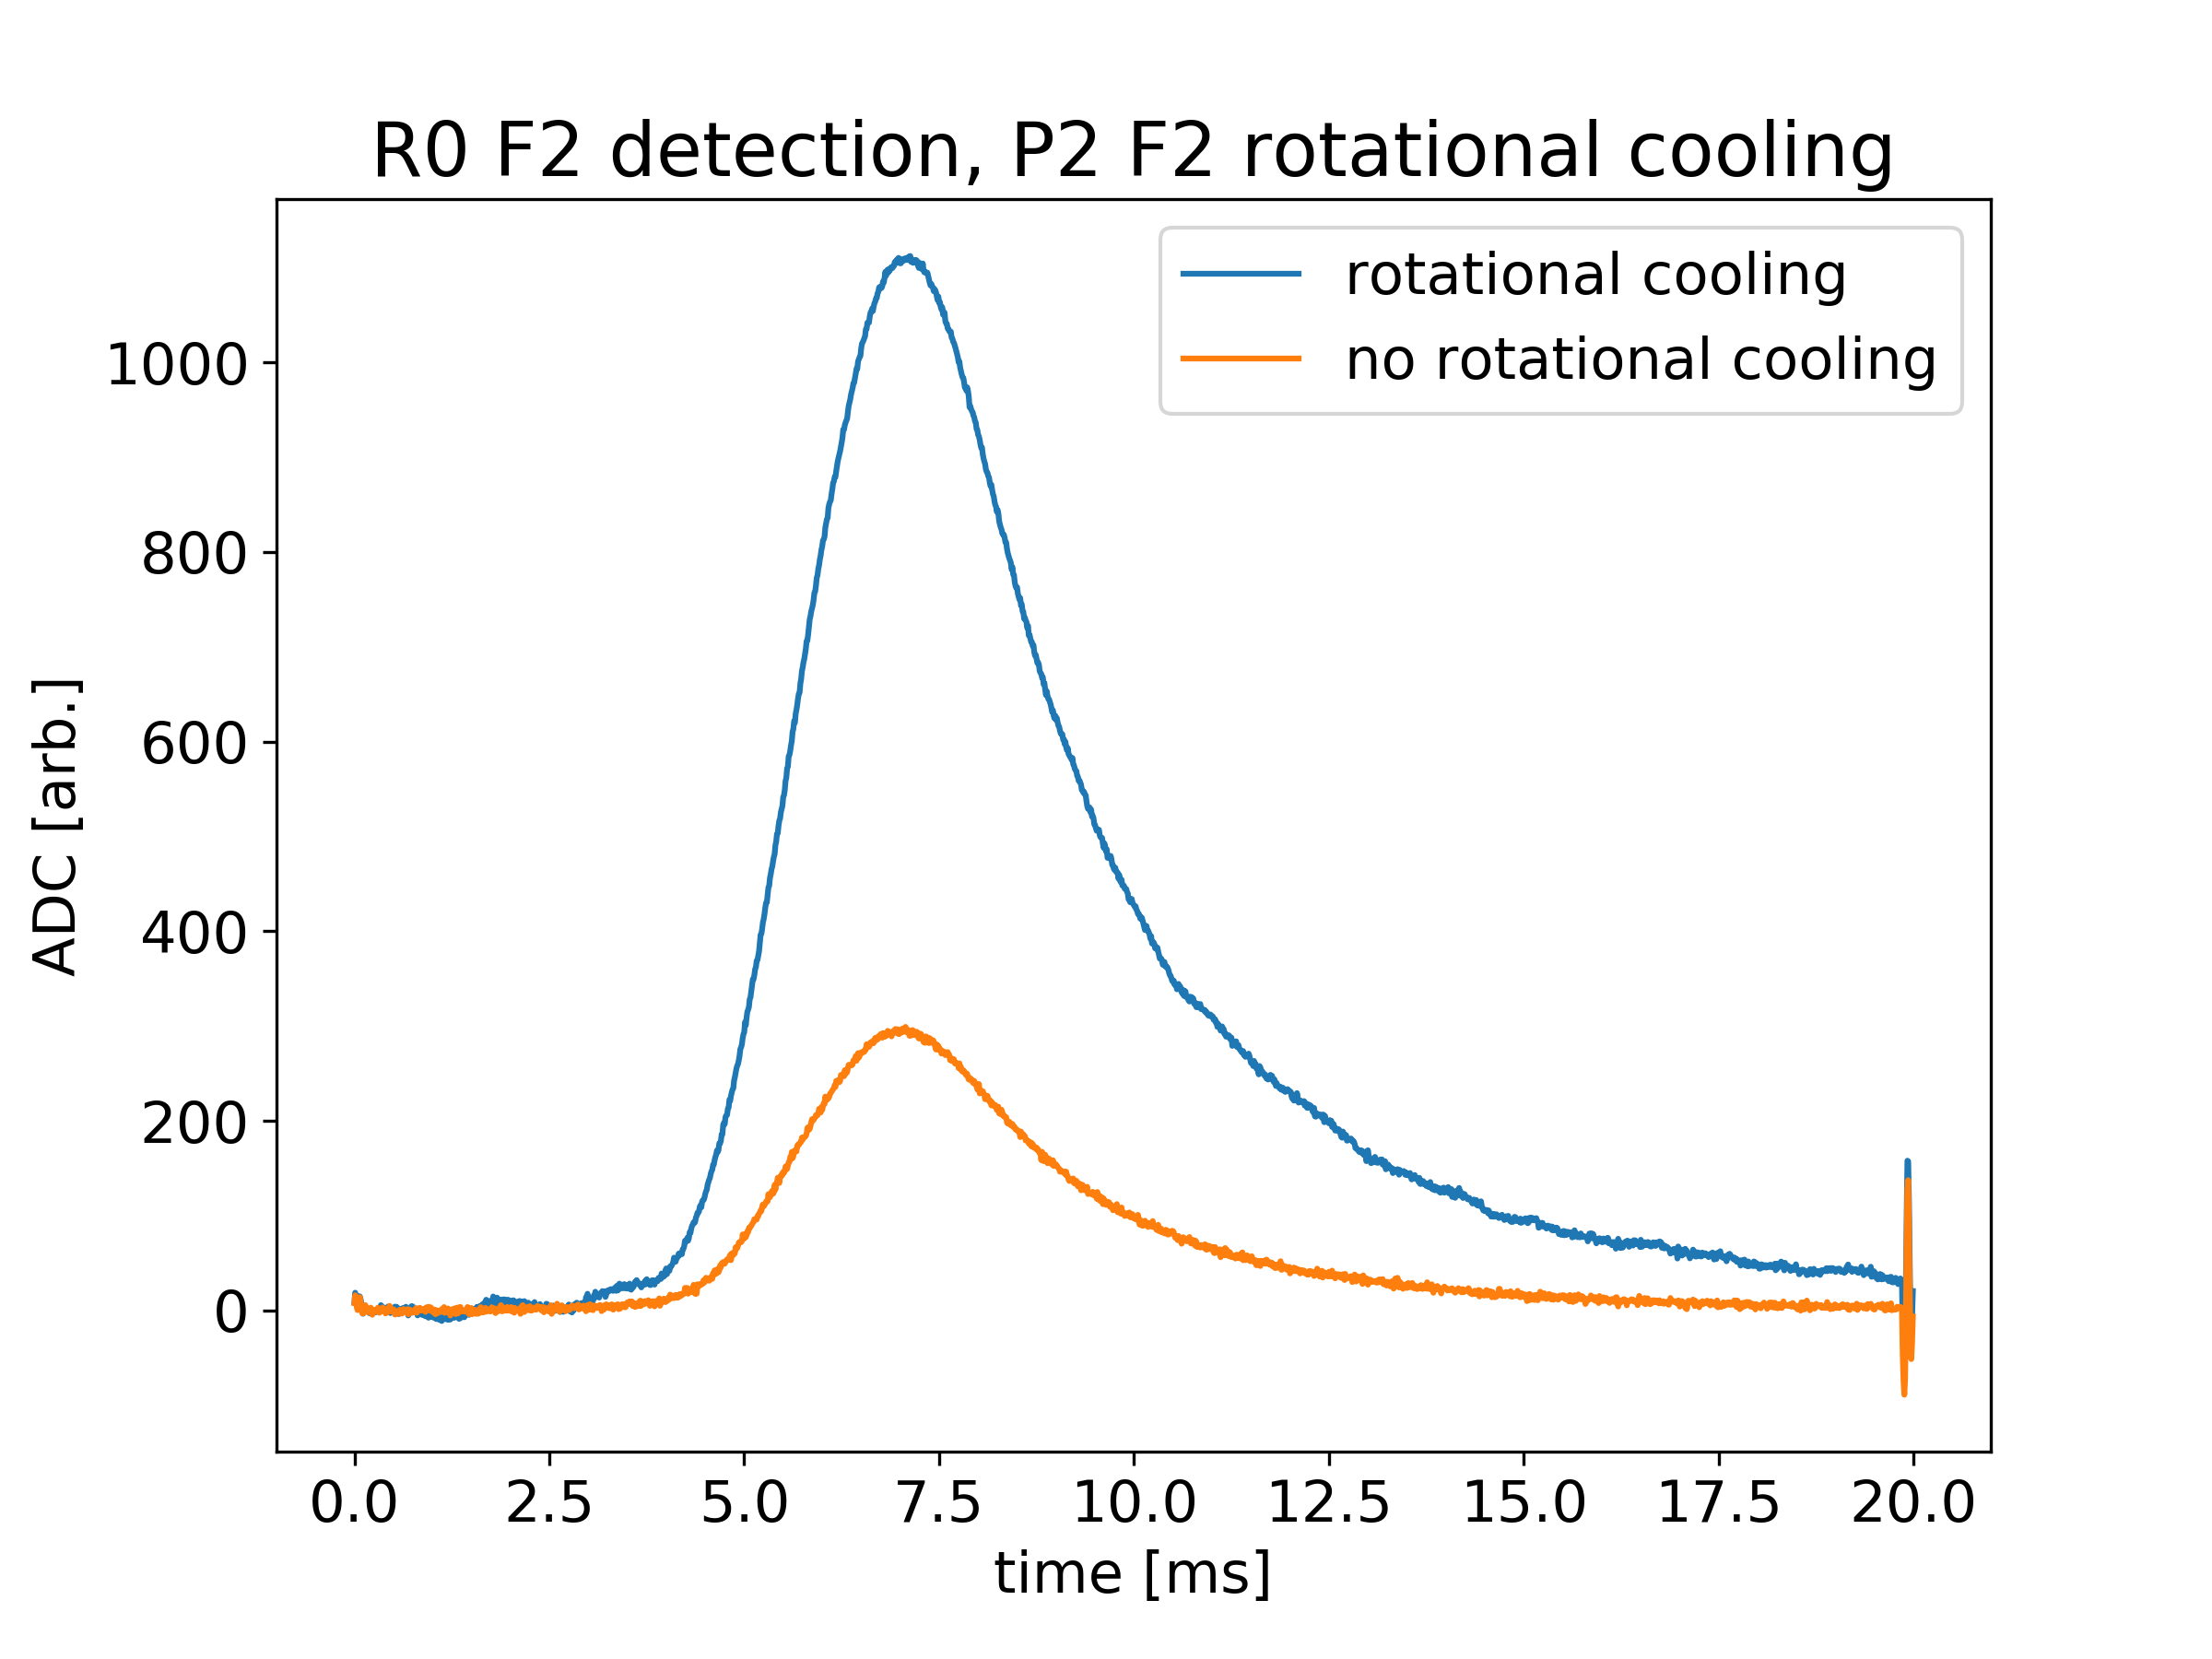 R0 F2 detection, P2 F2 rotational cooling
rotational cooling
no rotational cooling
ADC [arb.]
1000
800
600
400
200
0
0.0 2.5 5.0 7.5 10.0 12.5 15.0 17.5 20.0
time [ms]